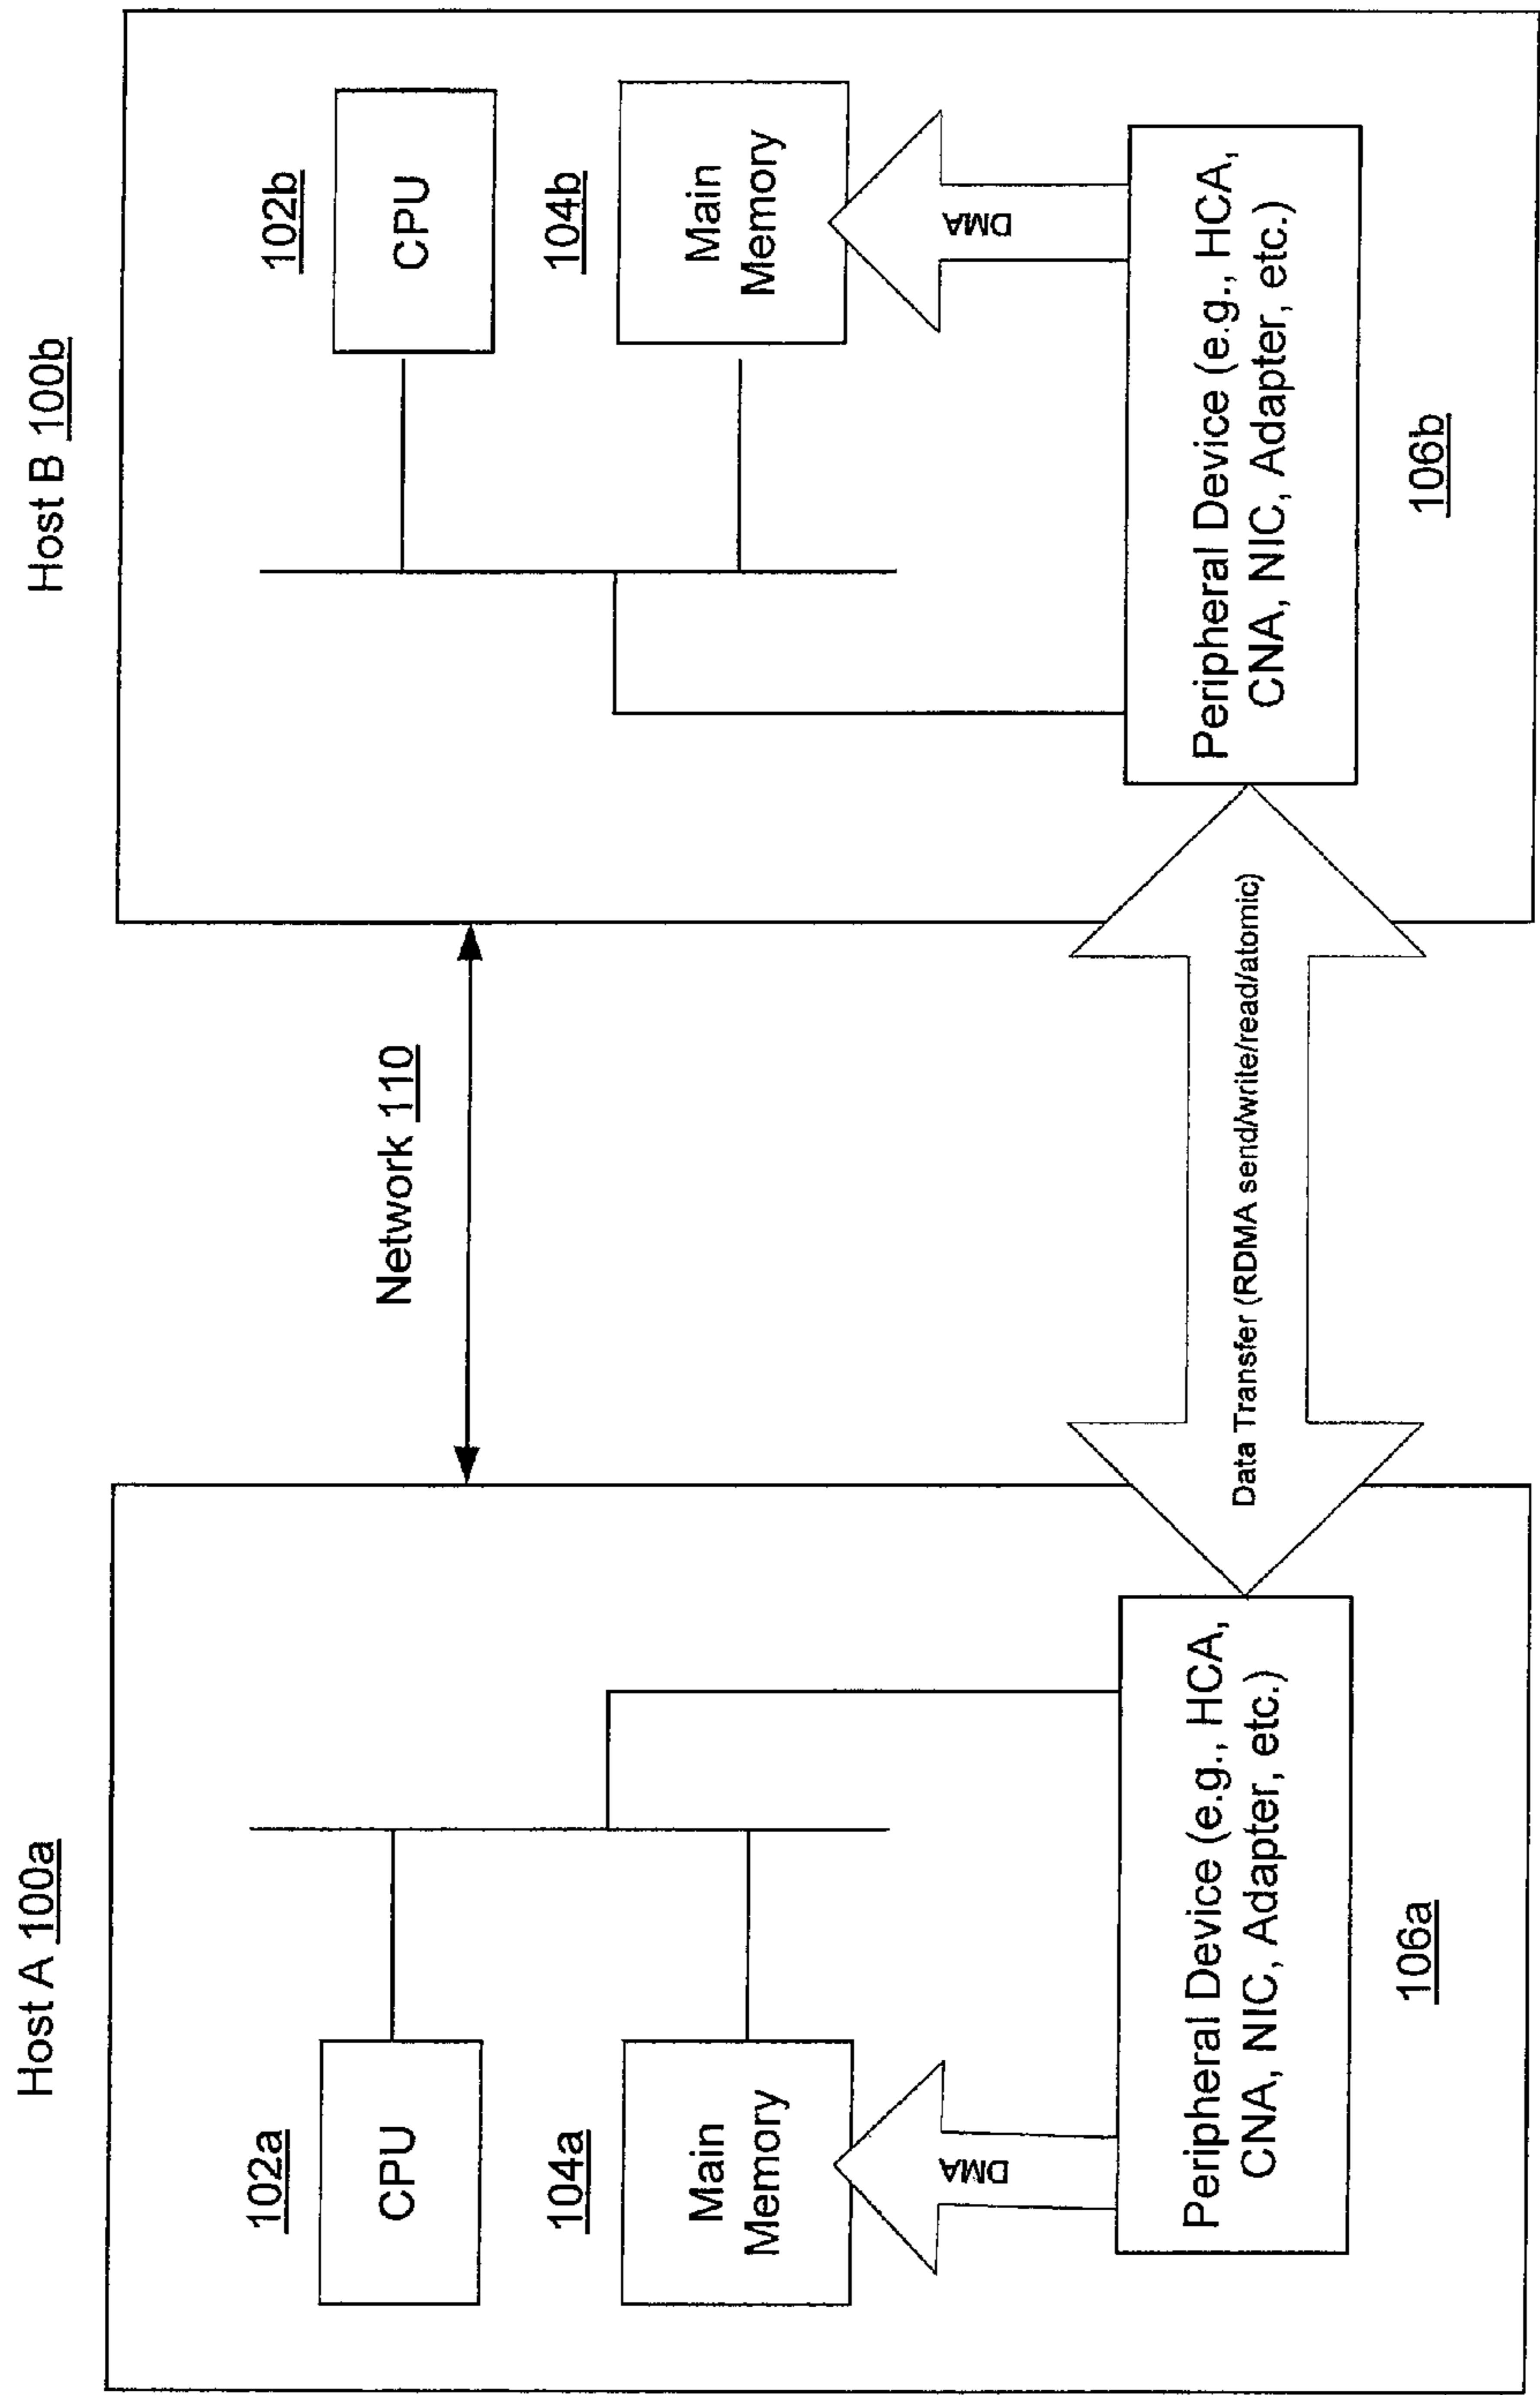 Host A 100a
102a
CPU
104a
Main
Memory
DMA
Peripheral Device (e.g., HCA,
CNA, NIC, Adapter, etc.)
106a
Network 110
Data Transfer (RDMA send/write/read/atomic)
Host B 100b
102b
CPU
104b
Main
Memory
DMA
Peripheral Device (e.g., HCA,
CNA, NIC, Adapter, etc.)
106b